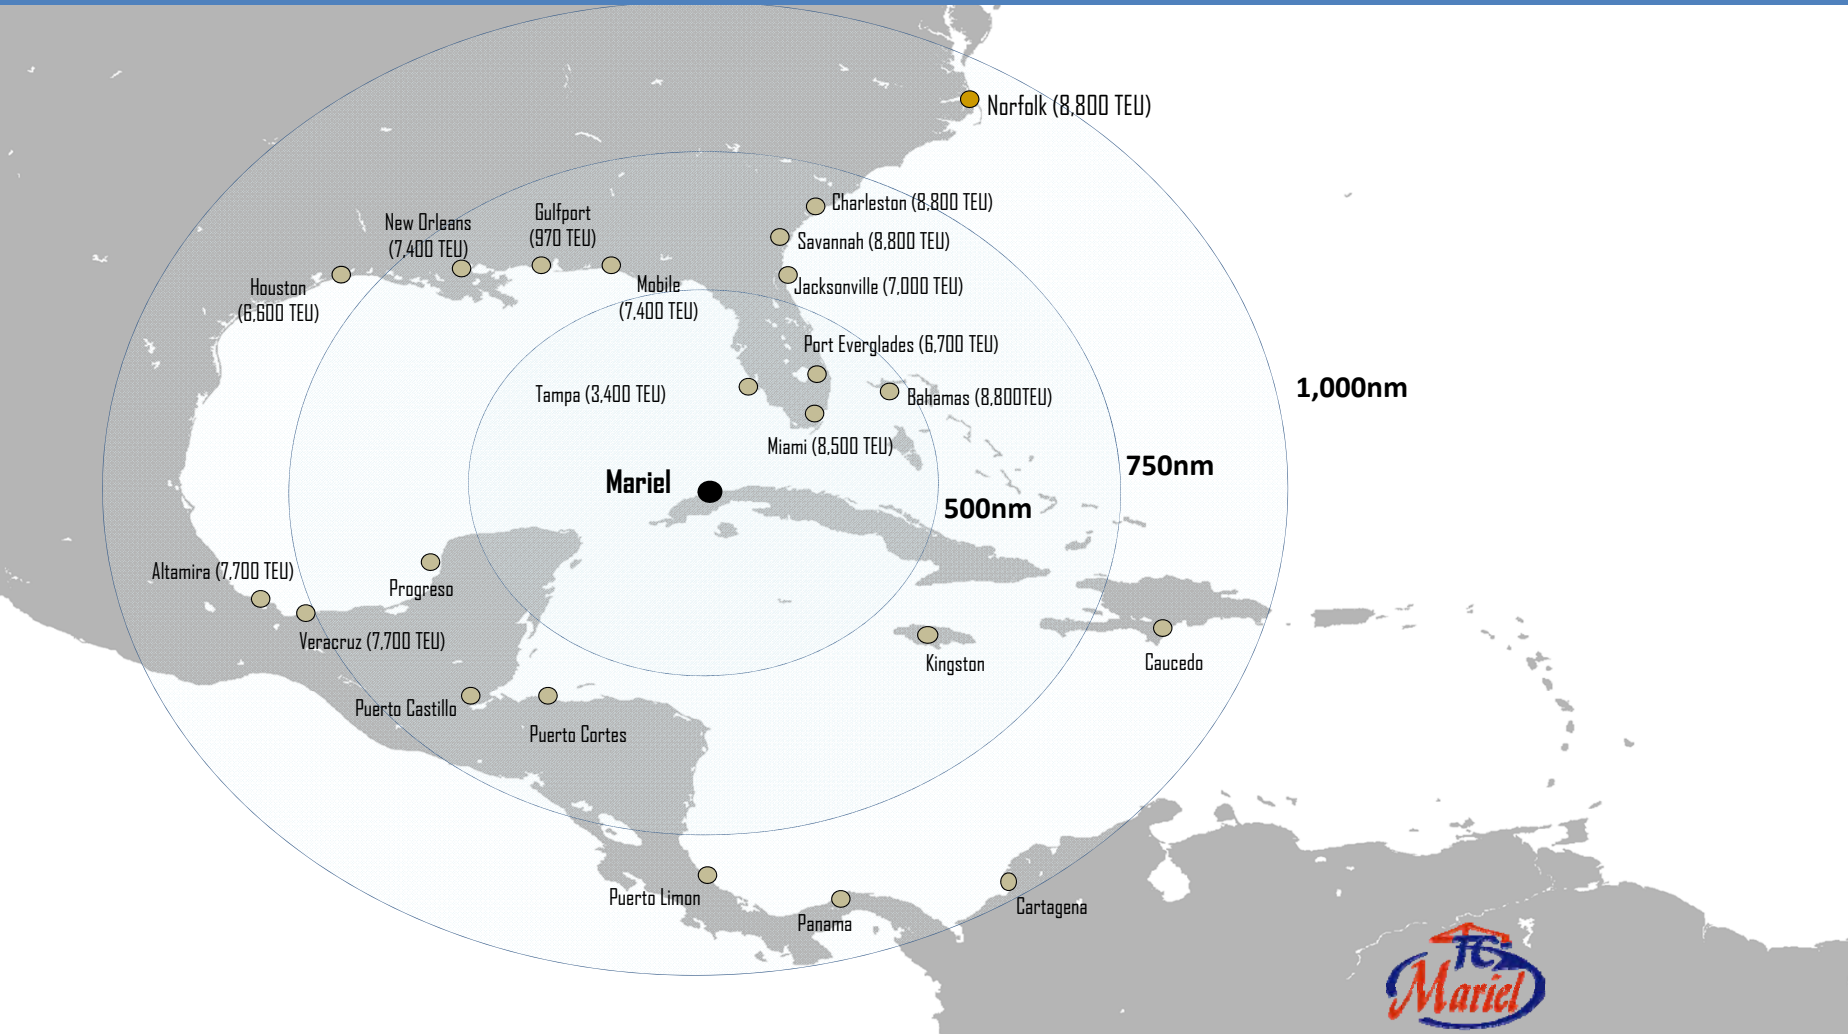 Norfolk (8,800 TEU)
Charleston (8,800 TEU)
New Orleans
(7,400 TEU)
Gulfport
(970 TEU)
Savannah (8,800 TEU)
Houston
(6,600 TEU)
Mobile
(7,400 TEU)
Jacksonville (7,000 TEU)
Port Everglades (6,700 TEU)
Tampa (3,400 TEU)
Bahamas (8,800TEU)
1,000nm
Miami (8,500 TEU)
750nm
Mariel
500nm
Altamira (7,700 TEU)
Progreso
Veracruz (7,700 TEU)
Kingston
Caucedo
Puerto Castillo
Puerto Cortes
Puerto Limon
Panama
Cartagena
TC
Mariel